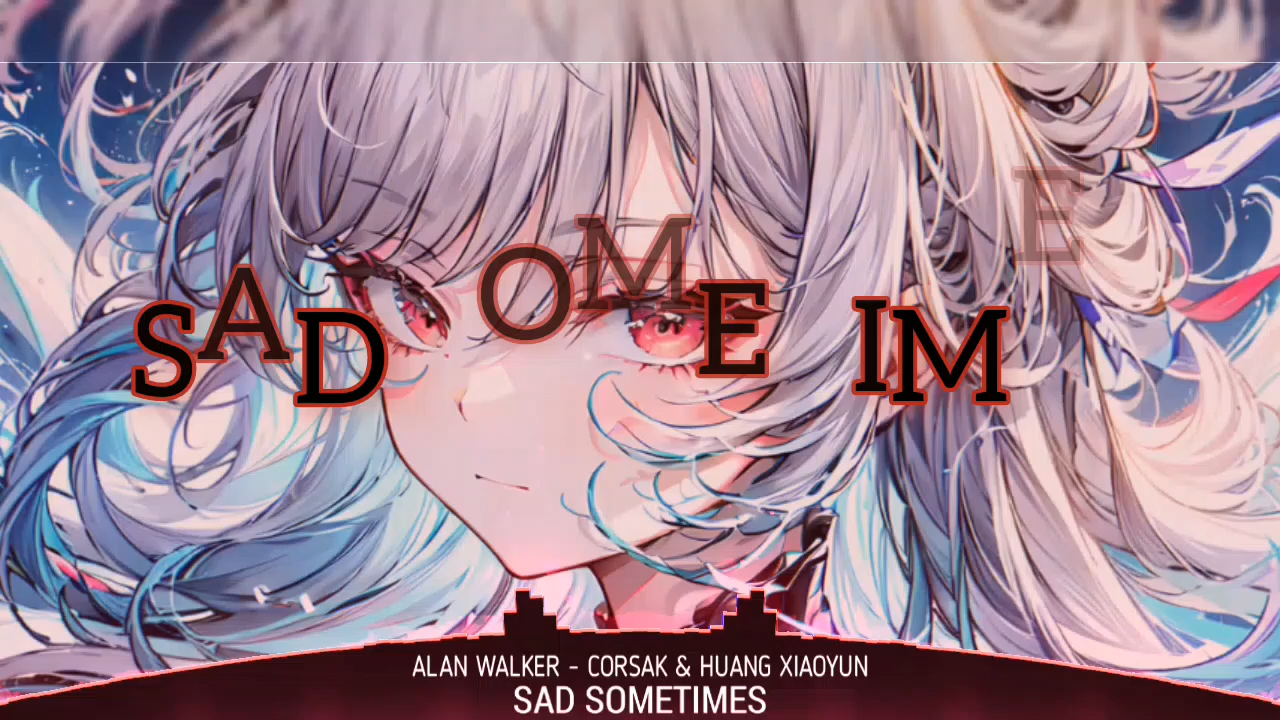 SAD OME IM E
ALAN WALKER - CORSAK & HUANG XIAOYUN
SAD SOMETIMES